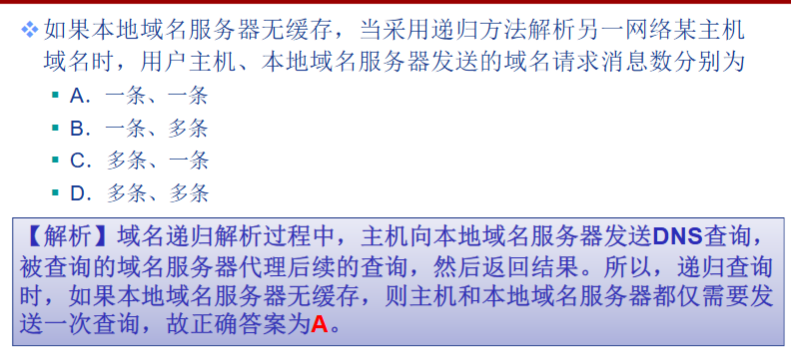 ❖如果本地域名服务器无缓存，当采用递归方法解析另一网络某主机
域名时，用户主机、本地域名服务器发送的域名请求消息数分别为
▪ A．一条、一条
▪ B．一条、多条
▪ C．多条、一条
▪ D．多条、多条
【解析】域名递归解析过程中，主机向本地域名服务器发送DNS查询，
被查询的域名服务器代理后续的查询，然后返回结果。所以，递归查询
时，如果本地域名服务器无缓存，则主机和本地域名服务器都仅需要发
送一次查询，故正确答案为A。